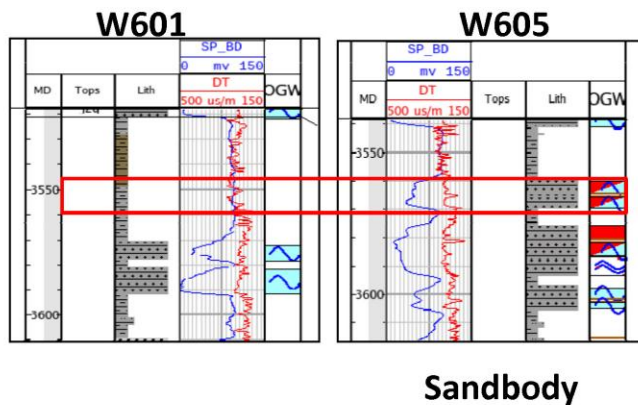 W601
W605
SP_BD
0 mv 150
MD Tops Lith
DT
500 us/m 150
OGW
3550
3600
SP_BD
0 mv 150
MD
DT
500 us/m 150
Tops Lith
OGW
3550
3600
Sandbody